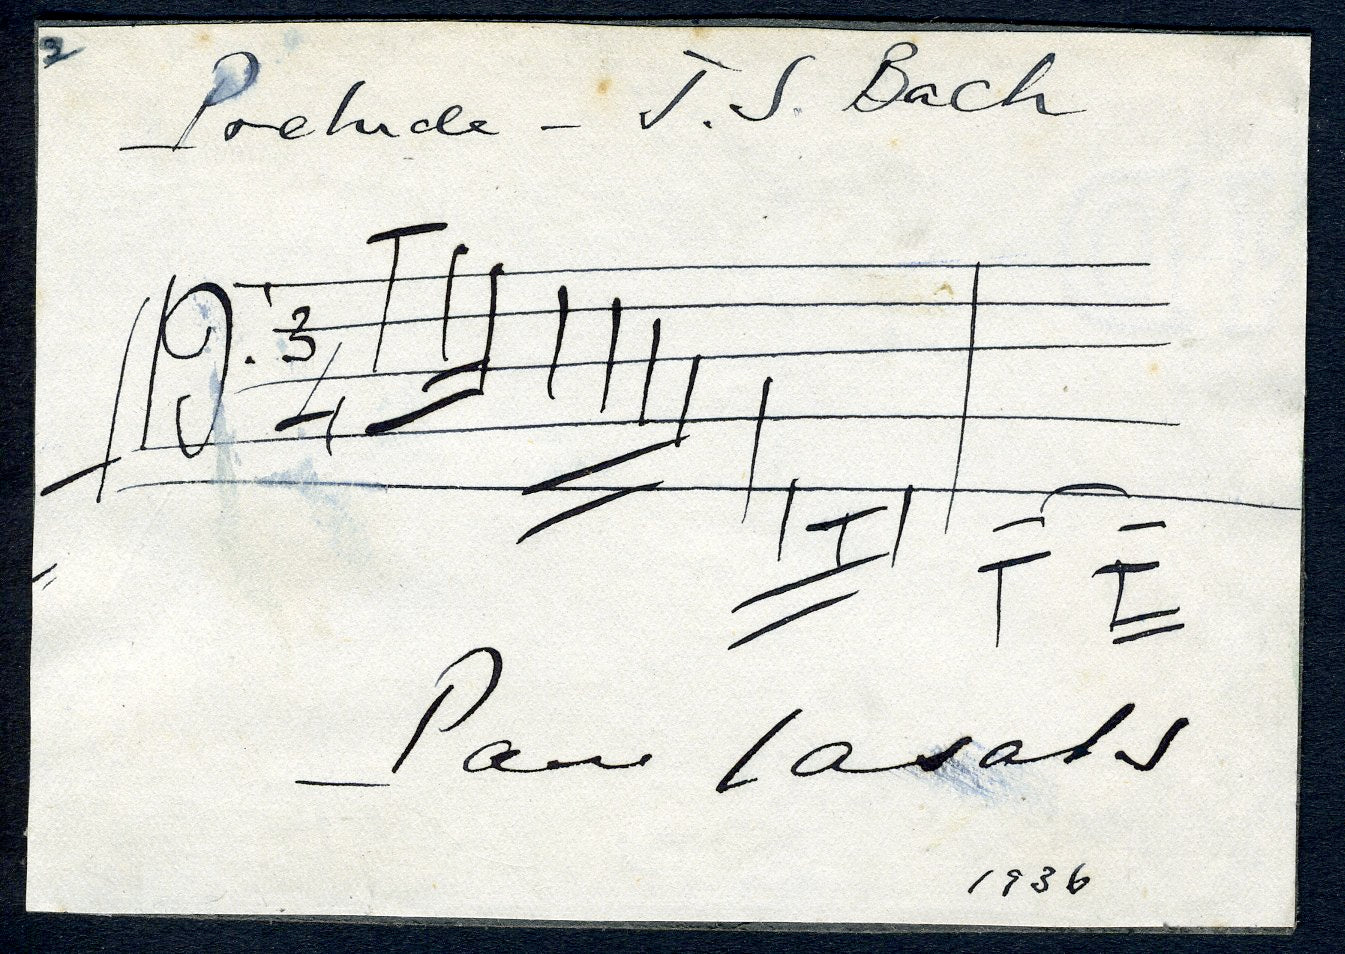 Prelude - J. S. Bach
3
4
Pau Casals
1936